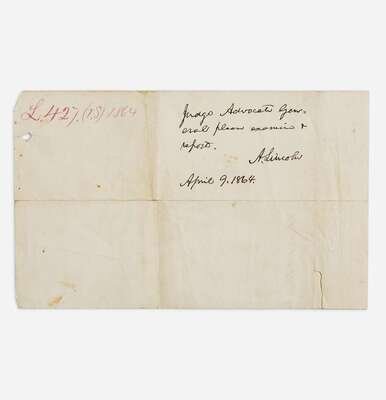 L. 427. (J.S) 1864
Judge Advocate Gen-
eral please examine &
report.
A. Lincoln
April 9. 1864.